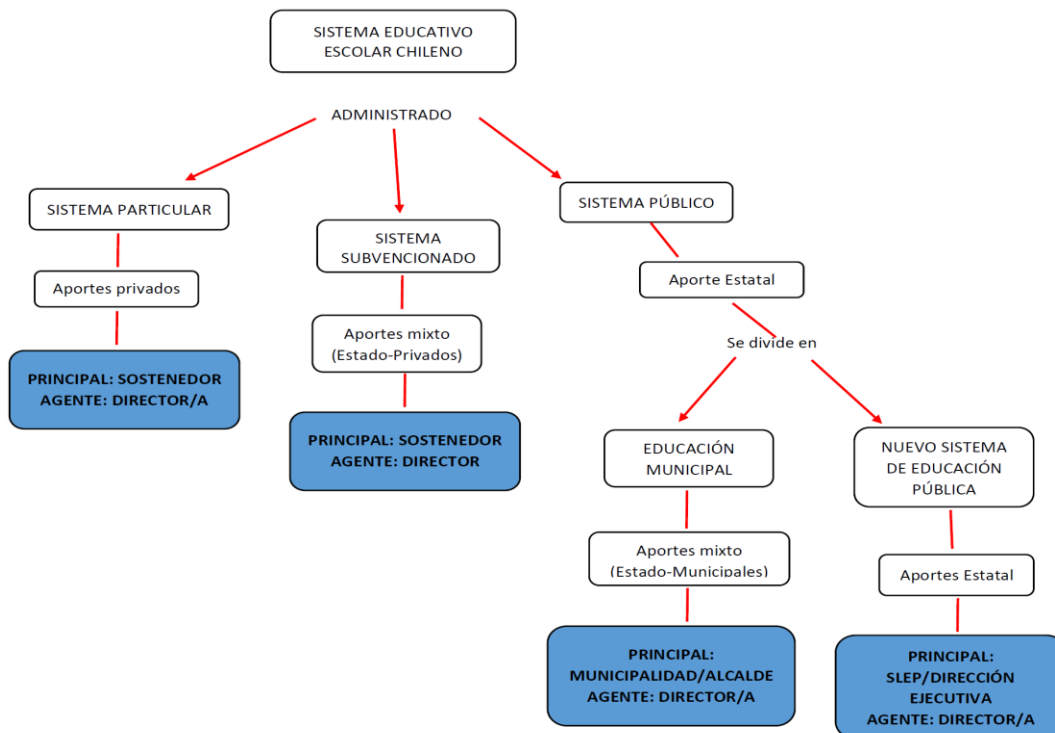 SISTEMA EDUCATIVO
ESCOLAR CHILENO
ADMINISTRADO
SISTEMA PARTICULAR
Aportes privados
PRINCIPAL: SOSTENEDOR
AGENTE: DIRECTOR/A
SISTEMA
SUBVENCIONADO
Aportes mixto
(Estado-Privados)
PRINCIPAL: SOSTENEDOR
AGENTE: DIRECTOR
SISTEMA PÚBLICO
Aporte Estatal
Se divide en
EDUCACIÓN
MUNICIPAL
Aportes mixto
(Estado-Municipales)
PRINCIPAL:
MUNICIPALIDAD/ALCALDE
AGENTE: DIRECTOR/A
NUEVO SISTEMA
DE EDUCACIÓN
PÚBLICA
Aportes Estatal
PRINCIPAL:
SLEP/DIRECCIÓN
EJECUTIVA
AGENTE: DIRECTOR/A